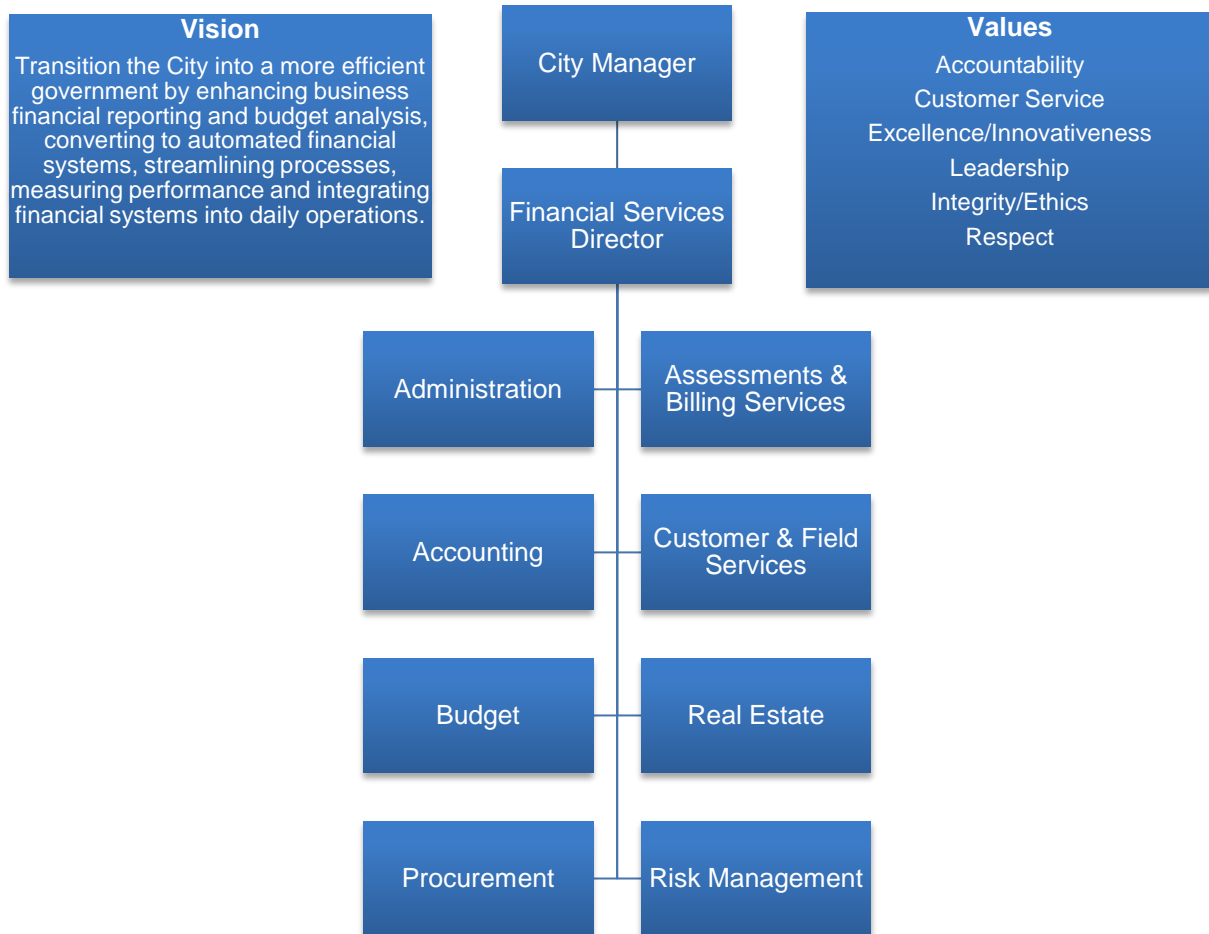 Vision
Transition the City into a more efficient
government by enhancing business
financial reporting and budget analysis,
converting to automated financial
systems, streamlining processes,
measuring performance and integrating
financial systems into daily operations.
City Manager
Values
Accountability
Customer Service
Excellence/Innovativeness
Leadership
Integrity/Ethics
Respect
Financial Services
Director
Administration
Assessments &
Billing Services
Accounting
Customer & Field
Services
Budget
Real Estate
Procurement
Risk Management